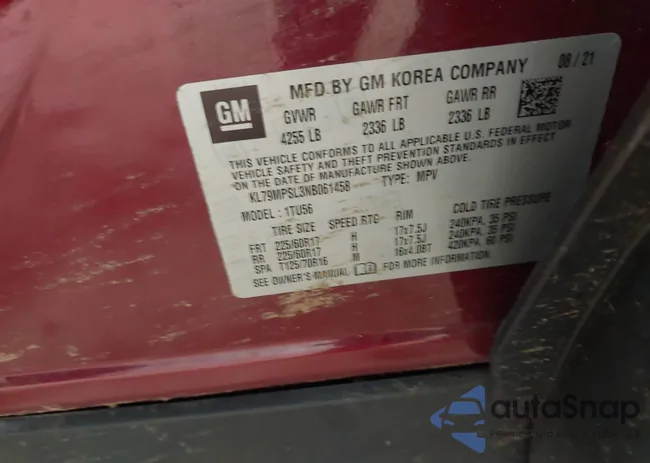 GM
MFD BY GM KOREA COMPANY 08 / 21
GVWR GAWR FRT GAWR RR
4255 LB 2336 LB 2336 LB
THIS VEHICLE CONFORMS TO ALL APPLICABLE U.S. FEDERAL MOTOR
VEHICLE SAFETY AND THEFT PREVENTION STANDARDS IN EFFECT
ON THE DATE OF MANUFACTURE SHOWN ABOVE.
KL79MPSL3NB061458 TYPE: MPV
MODEL: 1TU56
TIRE SIZE SPEED RTG RIM COLD TIRE PRESSURE
FRT 225/60R17 H 17x7.5J 240KPA, 35 PSI
RR 225/60R17 H 17x7.5J 240KPA, 35 PSI
SPA T125/70R16 M 16x4.0BT 420KPA, 60 PSI
SEE OWNER'S MANUAL FOR MORE INFORMATION.
autoSnap